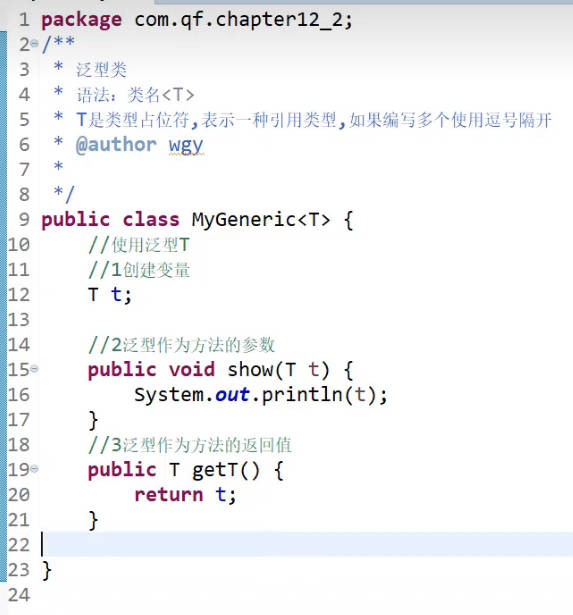 1 package com.qf.chapter12_2;
2 /**
3  * 泛型类
4  * 语法：类名<T>
5  * T是类型占位符,表示一种引用类型,如果编写多个使用逗号隔开
6  * @author wgy
7  *
8  */
9 public class MyGeneric<T> {
10     //使用泛型T
11     //1创建变量
12     T t;
13
14     //2泛型作为方法的参数
15     public void show(T t) {
16         System.out.println(t);
17     }
18     //3泛型作为方法的返回值
19     public T getT() {
20         return t;
21     }
22
23 }
24